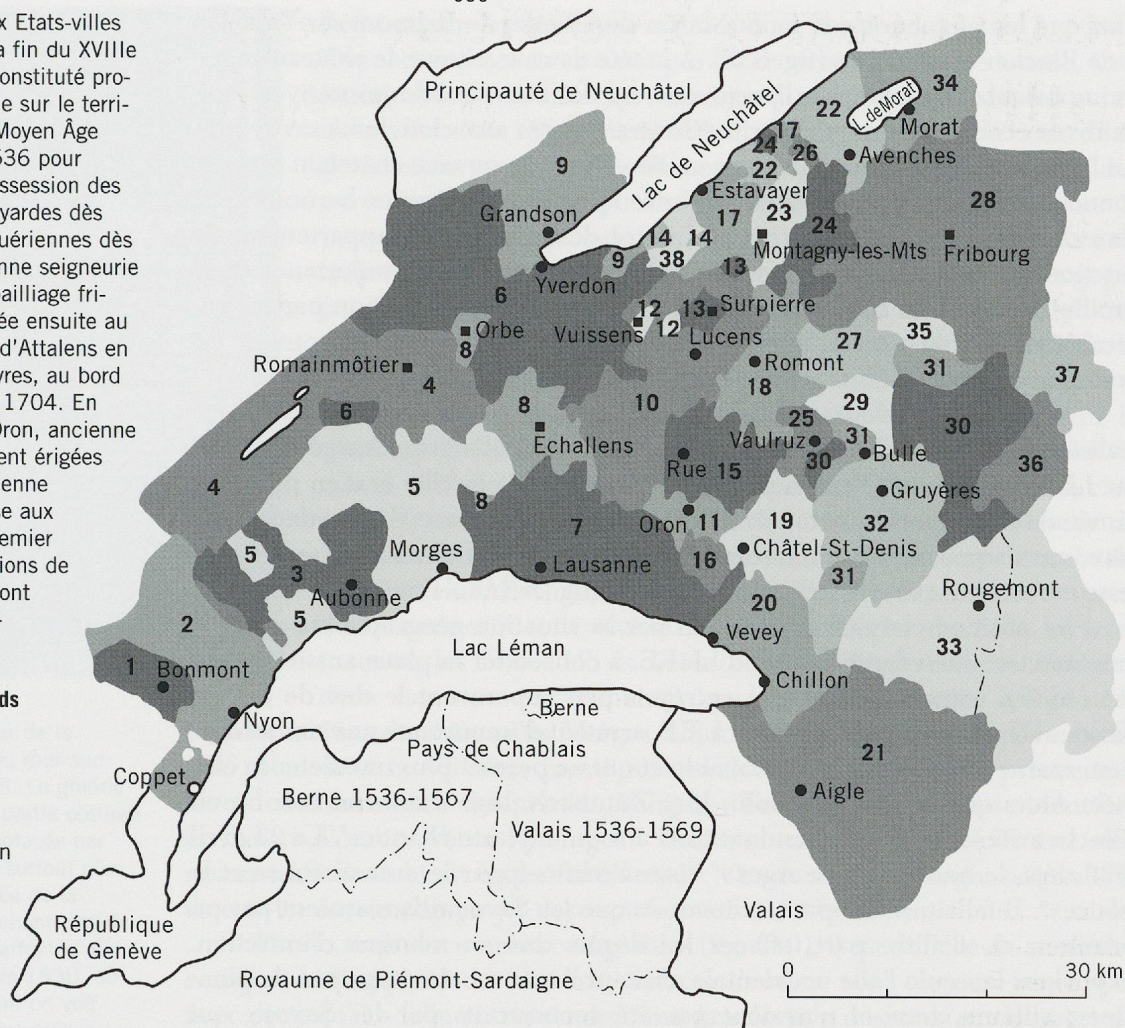 x Etats-villes
a fin du XVIIIe
onstituté pro-
e sur le terri-
Moyen Âge
536 pour
ssession des
yardes dès
uériennes dès
nne seigneurie
ailliage fri-
ée ensuite au
d'Attalens en
vres, au bord
1704. En
Oron, ancienne
ent érigées
ienne
se aux
remier
ions de
ont
ds
n
Principauté de Neuchâtel
Lac de Neuchâtel
L. de Morat
34
22
Morat
17
24
26
Avenches
22
9
Estavayer
28
Grandson
17
23
24
14
14
Montagny-les-Mts
Fribourg
9
38
13
Yverdon
6
12
13
Surpierre
Orbe
Vuissens
12
Lucens
27
35
8
Romainmôtier
Romont
31
37
4
18
6
8
10
29
25
30
Echallens
Vaulruz
31
Bulle
Rue
15
30
36
4
5
8
Gruyères
7
Oron
11
19
32
5
Morges
16
Châtel-St-Denis
3
Lausanne
31
Aubonne
Rougemont
5
20
2
Vevey
33
Lac Léman
1
Bonmont
Chillon
Nyon
Berne
Pays de Chablais
21
Coppet
Berne 1536-1567
Aigle
Valais 1536-1569
Valais
République
de Genève
Royaume de Piémont-Sardaigne
0
30 km